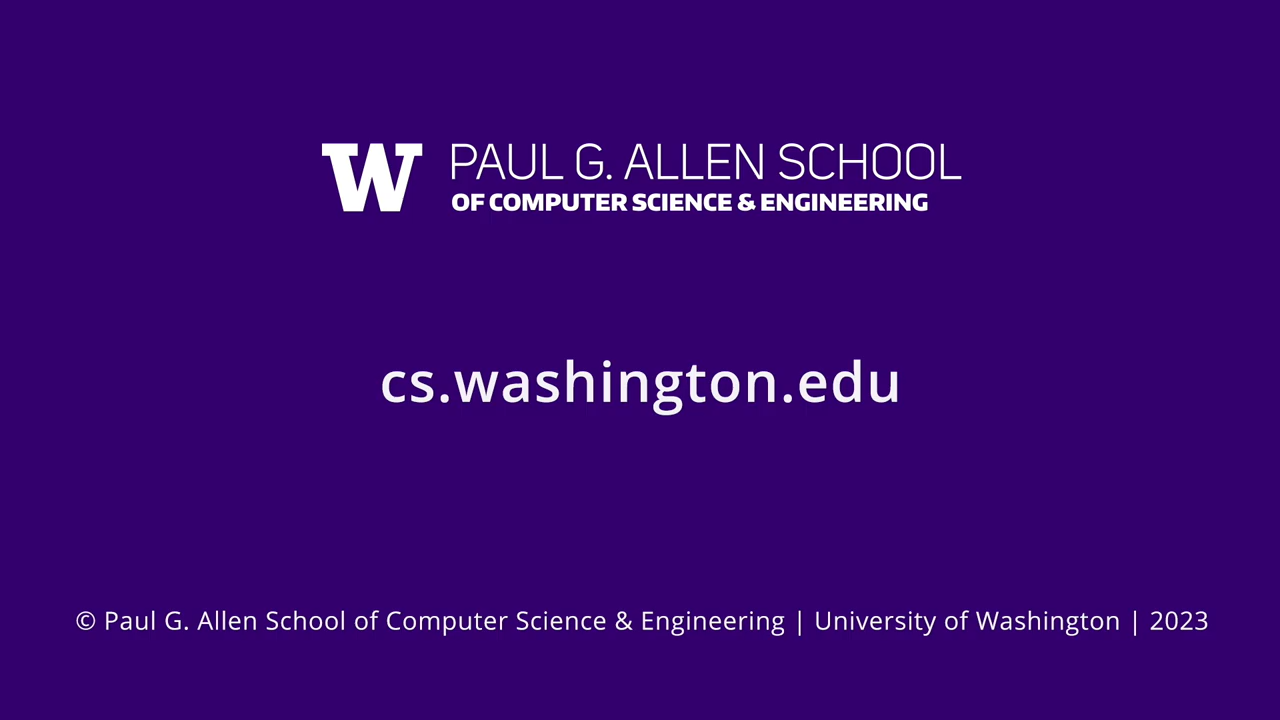 W PAUL G. ALLEN SCHOOL
OF COMPUTER SCIENCE & ENGINEERING
cs.washington.edu
© Paul G. Allen School of Computer Science & Engineering | University of Washington | 2023